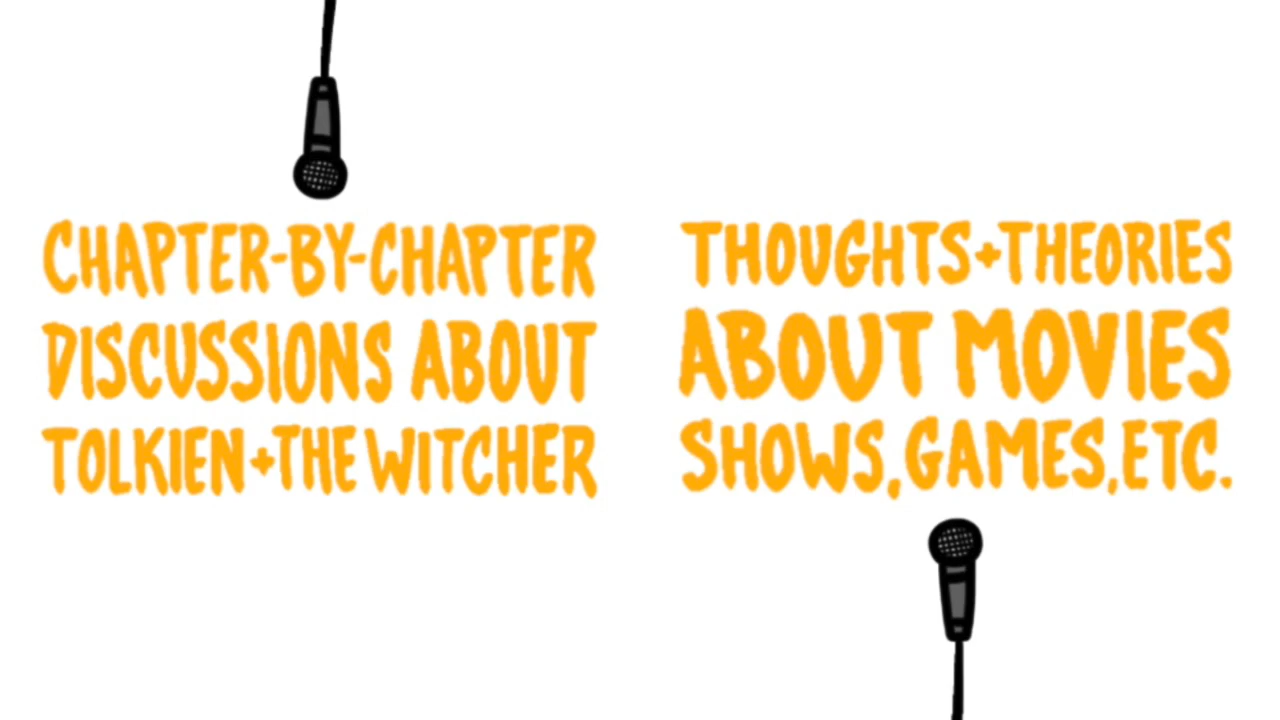 CHAPTER-BY-CHAPTER
DISCUSSIONS ABOUT
TOLKIEN+THE WITCHER
THOUGHTS+THEORIES
ABOUT MOVIES
SHOWS, GAMES, ETC.